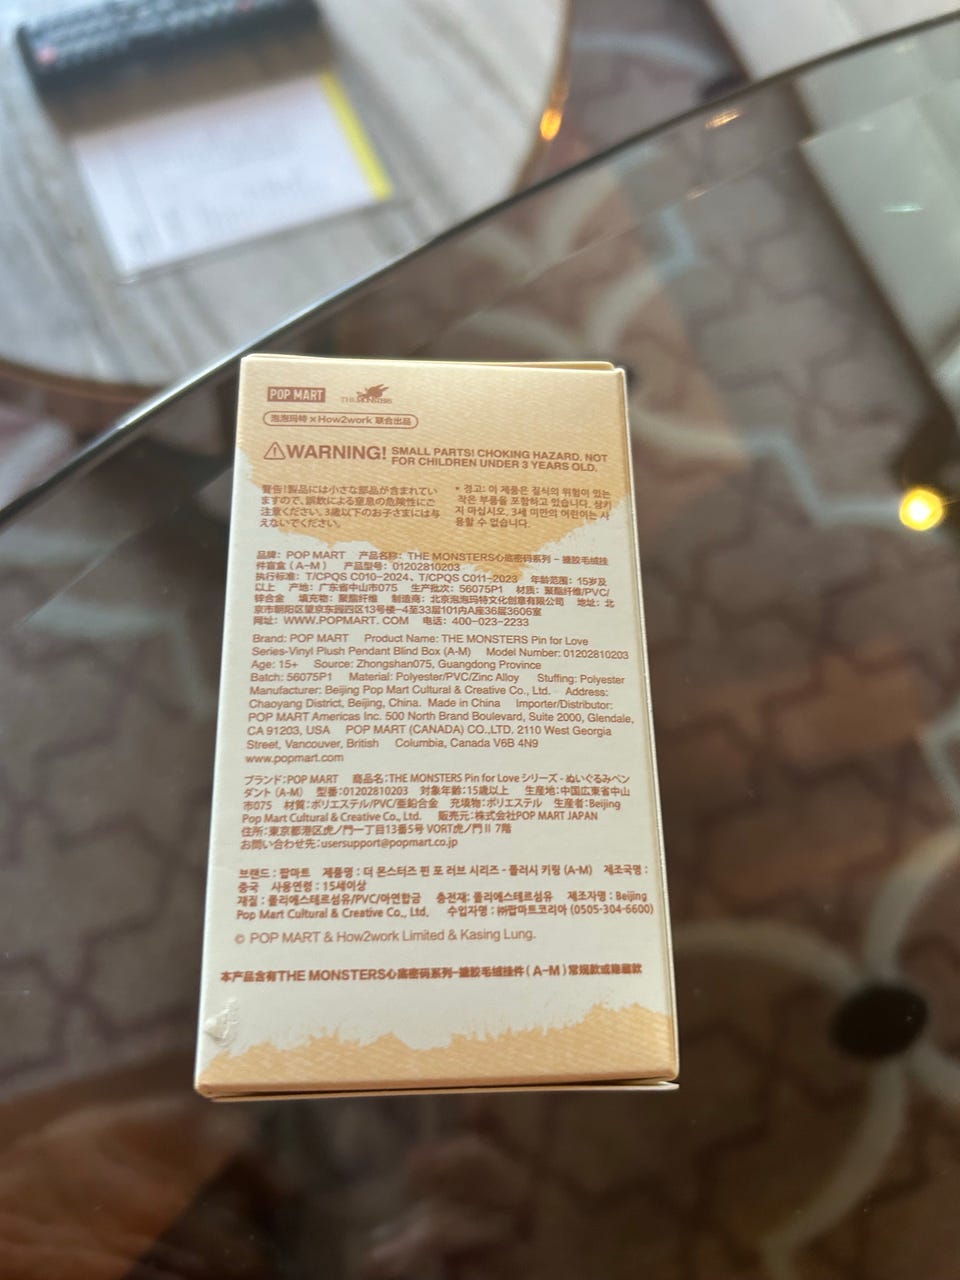 POP MART THE MONSTERS
泡泡玛特×How2work 联合出品
WARNING! SMALL PARTS! CHOKING HAZARD. NOT
FOR CHILDREN UNDER 3 YEARS OLD.
警告!製品には小さな部品が含まれてい
ますので、誤飲による窒息の危険性にご
注意ください。3歳以下のお子さまには与
えないでください。
* 경고: 이 제품은 질식의 위험이 있는
작은 부품을 포함하고 있습니다. 삼키
지 마십시오. 3세 미만의 어린이는 사
용할 수 없습니다.
品牌：POP MART 产品名称：THE MONSTERS心底密码系列－搪胶毛绒挂
件盲盒（A－M） 产品型号：01202810203
执行标准：T/CPQS C010-2024、T/CPQS C011-2023 年龄范围：15岁及
以上 产地：广东省中山市075 生产批次：56075P1 材质：聚酯纤维/PVC/
锌合金 填充物：聚酯纤维 制造商：北京泡泡玛特文化创意有限公司 地址：北
京市朝阳区望京东园四区13号楼-4至33层101内A座36层3606室
网址：WWW.POPMART. COM 电话：400-023-2233
Brand: POP MART Product Name: THE MONSTERS Pin for Love
Series-Vinyl Plush Pendant Blind Box (A-M) Model Number: 01202810203
Age: 15+ Source: Zhongshan075, Guangdong Province
Batch: 56075P1 Material: Polyester/PVC/Zinc Alloy Stuffing: Polyester
Manufacturer: Beijing Pop Mart Cultural & Creative Co., Ltd. Address:
Chaoyang District, Beijing, China. Made in China Importer/Distributor:
POP MART Americas Inc. 500 North Brand Boulevard, Suite 2000, Glendale,
CA 91203, USA POP MART (CANADA) CO.,LTD. 2110 West Georgia
Street, Vancouver, British Columbia, Canada V6B 4N9
www.popmart.com
ブランド：POP MART 商品名：THE MONSTERS Pin for Love シリーズ - ぬいぐるみペン
ダント (A-M) 型番：01202810203 対象年齢：15歳以上 生産地：中国広東省中山
市075 材質：ポリエステル/PVC/亜鉛合金 充填物：ポリエステル 生産者：Beijing
Pop Mart Cultural & Creative Co., Ltd. 販売元：株式会社POP MART JAPAN
住所：東京都港区虎ノ門一丁目13番5号 VORT虎ノ門Ⅱ 7階
お問い合わせ先：usersupport@popmart.co.jp
브랜드 : 팝마트 제품명 : 더 몬스터즈 핀 포 러브 시리즈 - 플러시 키링 (A-M) 제조국명 :
중국 사용연령 : 15세이상
재질 : 폴리에스테르섬유/PVC/아연합금 충전재: 폴리에스테르섬유 제조자명 : Beijing
Pop Mart Cultural & Creative Co., Ltd. 수입자명 : ㈜팝마트코리아 (0505-304-6600)
© POP MART & How2work Limited & Kasing Lung.
本产品含有THE MONSTERS心底密码系列-搪胶毛绒挂件（A-M）常规款或隐藏款